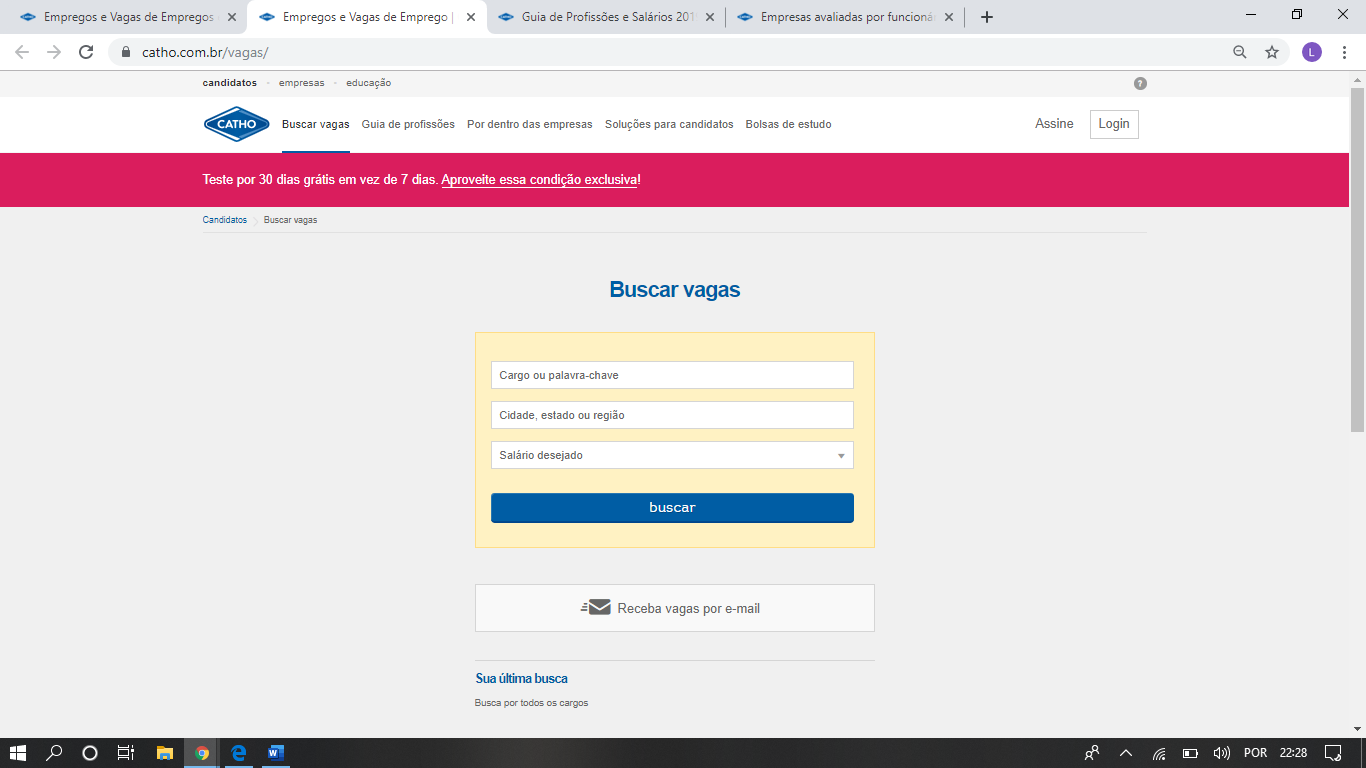 Empregos e Vagas de Empregos
Empregos e Vagas de Emprego |
Guia de Profissões e Salários 201
Empresas avaliadas por funcioná
catho.com.br/vagas/
L
candidatos - empresas - educação
?
CATHO
Buscar vagas
Guia de profissões
Por dentro das empresas
Soluções para candidatos
Bolsas de estudo
Assine
Login
Teste por 30 dias grátis em vez de 7 dias. Aproveite essa condição exclusiva!
Candidatos
Buscar vagas
Buscar vagas
Cargo ou palavra-chave
Cidade, estado ou região
Salário desejado
buscar
Receba vagas por e-mail
Sua última busca
Busca por todos os cargos
POR
22:28